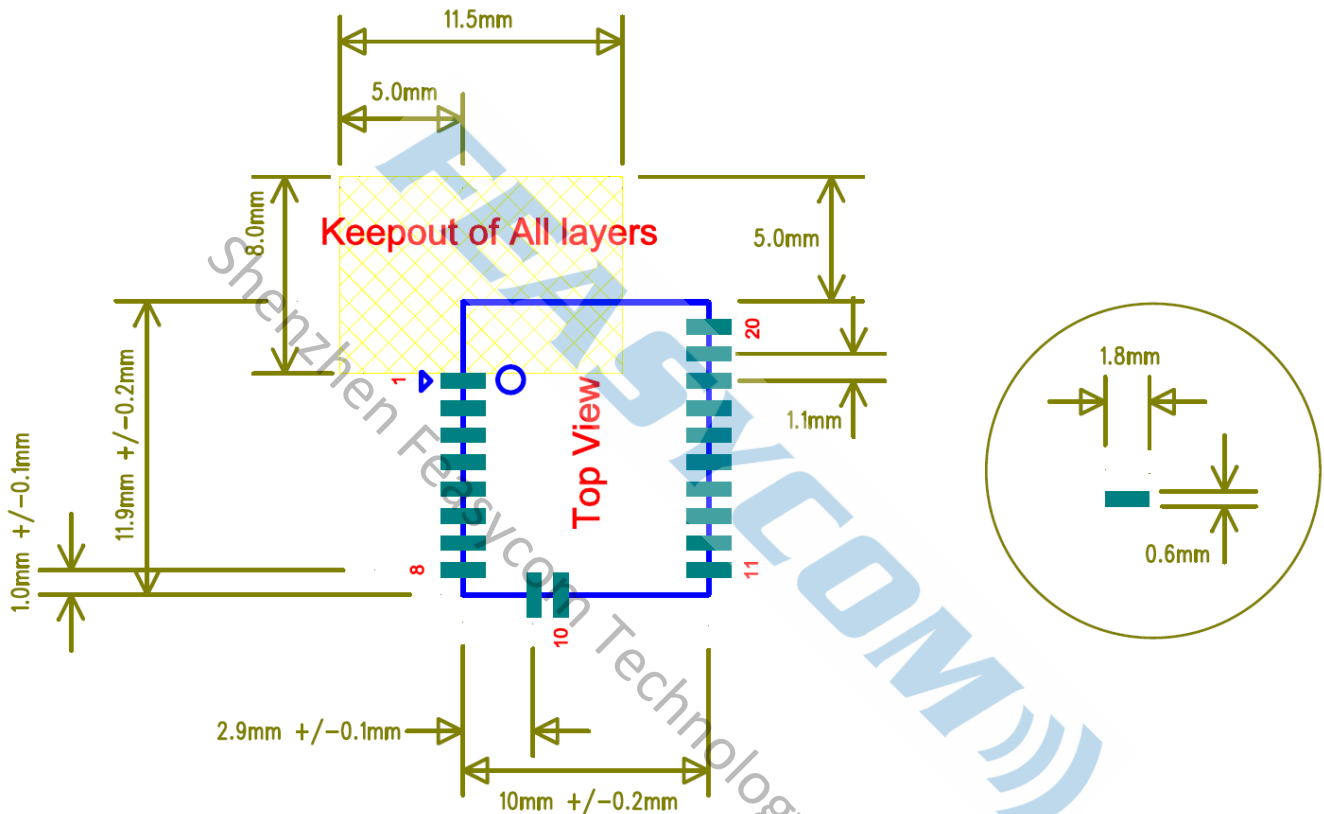 11.5mm
5.0mm
8.0mm
Keepout of All layers
5.0mm
20
1.8mm
1
1.1mm
11.9mm +/-0.2mm
Top View
1.0mm +/-0.1mm
0.6mm
8
11
10
2.9mm +/-0.1mm
10mm +/-0.2mm
FEASYCOM
Shenzhen Feasycom Technology